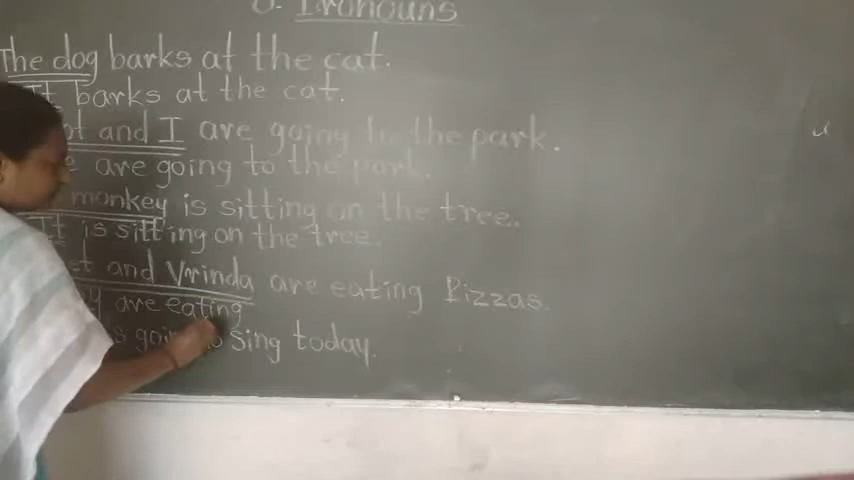 Pronouns
The dog barks at the cat.
It barks at the cat.
and I are going to the park.
are going to the park.
monkey is sitting on the tree.
It is sitting on the tree.
and Vrinda are eating Pizzas.
are eating
sing today.